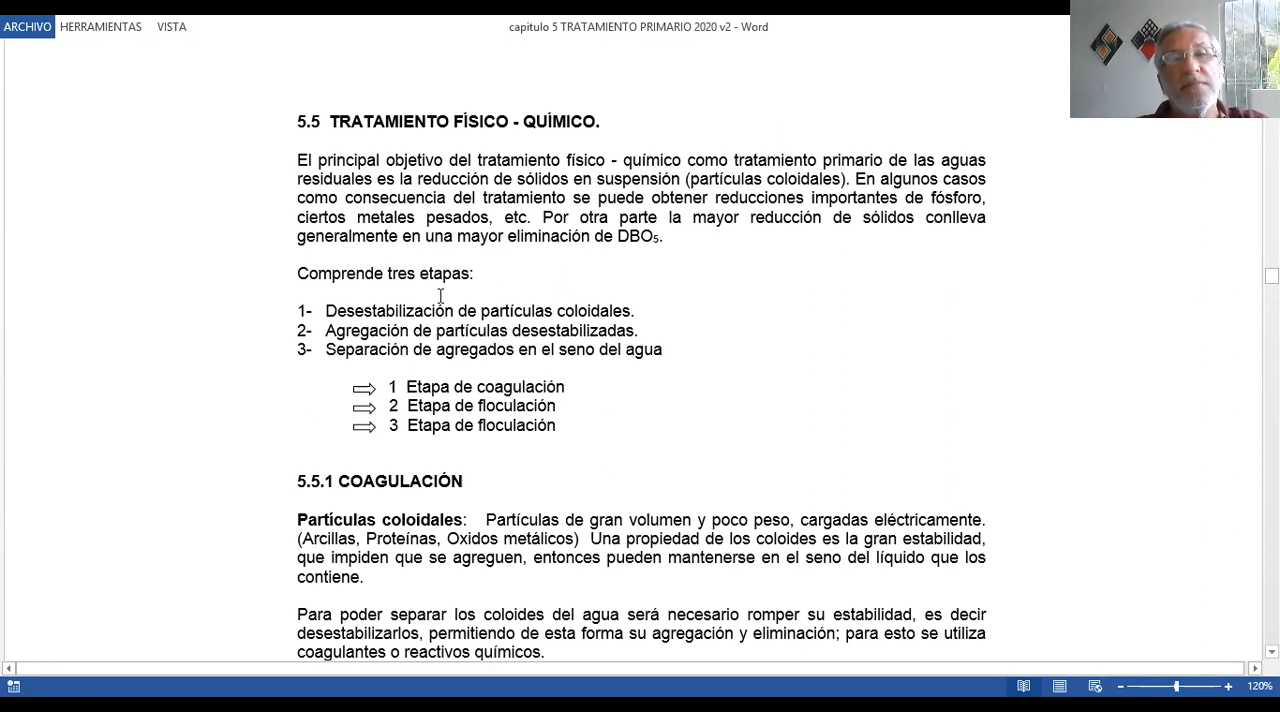 ARCHIVO HERRAMIENTAS VISTA capitulo 5 TRATAMIENTO PRIMARIO 2020 v2 - Word
5.5 TRATAMIENTO FÍSICO - QUÍMICO.
El principal objetivo del tratamiento físico - químico como tratamiento primario de las aguas
residuales es la reducción de sólidos en suspensión (partículas coloidales). En algunos casos
como consecuencia del tratamiento se puede obtener reducciones importantes de fósforo,
ciertos metales pesados, etc. Por otra parte la mayor reducción de sólidos conlleva
generalmente en una mayor eliminación de DBO₅.
Comprende tres etapas:
1- Desestabilización de partículas coloidales.
2- Agregación de partículas desestabilizadas.
3- Separación de agregados en el seno del agua
⇨ 1 Etapa de coagulación
⇨ 2 Etapa de floculación
⇨ 3 Etapa de floculación
5.5.1 COAGULACIÓN
Partículas coloidales: Partículas de gran volumen y poco peso, cargadas eléctricamente.
(Arcillas, Proteínas, Oxidos metálicos) Una propiedad de los coloides es la gran estabilidad,
que impiden que se agreguen, entonces pueden mantenerse en el seno del líquido que los
contiene.
Para poder separar los coloides del agua será necesario romper su estabilidad, es decir
desestabilizarlos, permitiendo de esta forma su agregación y eliminación; para esto se utiliza
coagulantes o reactivos químicos.
120%